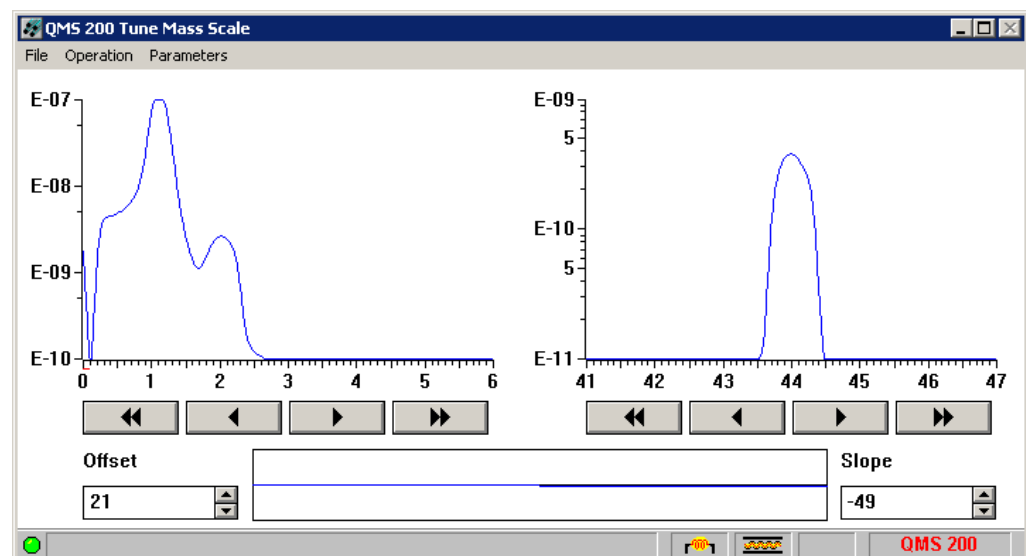 QMS 200 Tune Mass Scale
File Operation Parameters
E-07
E-08
E-09
E-10
0 1 2 3 4 5 6
E-09
5
E-10
5
E-11
41 42 43 44 45 46 47
Offset
21
Slope
-49
QMS 200